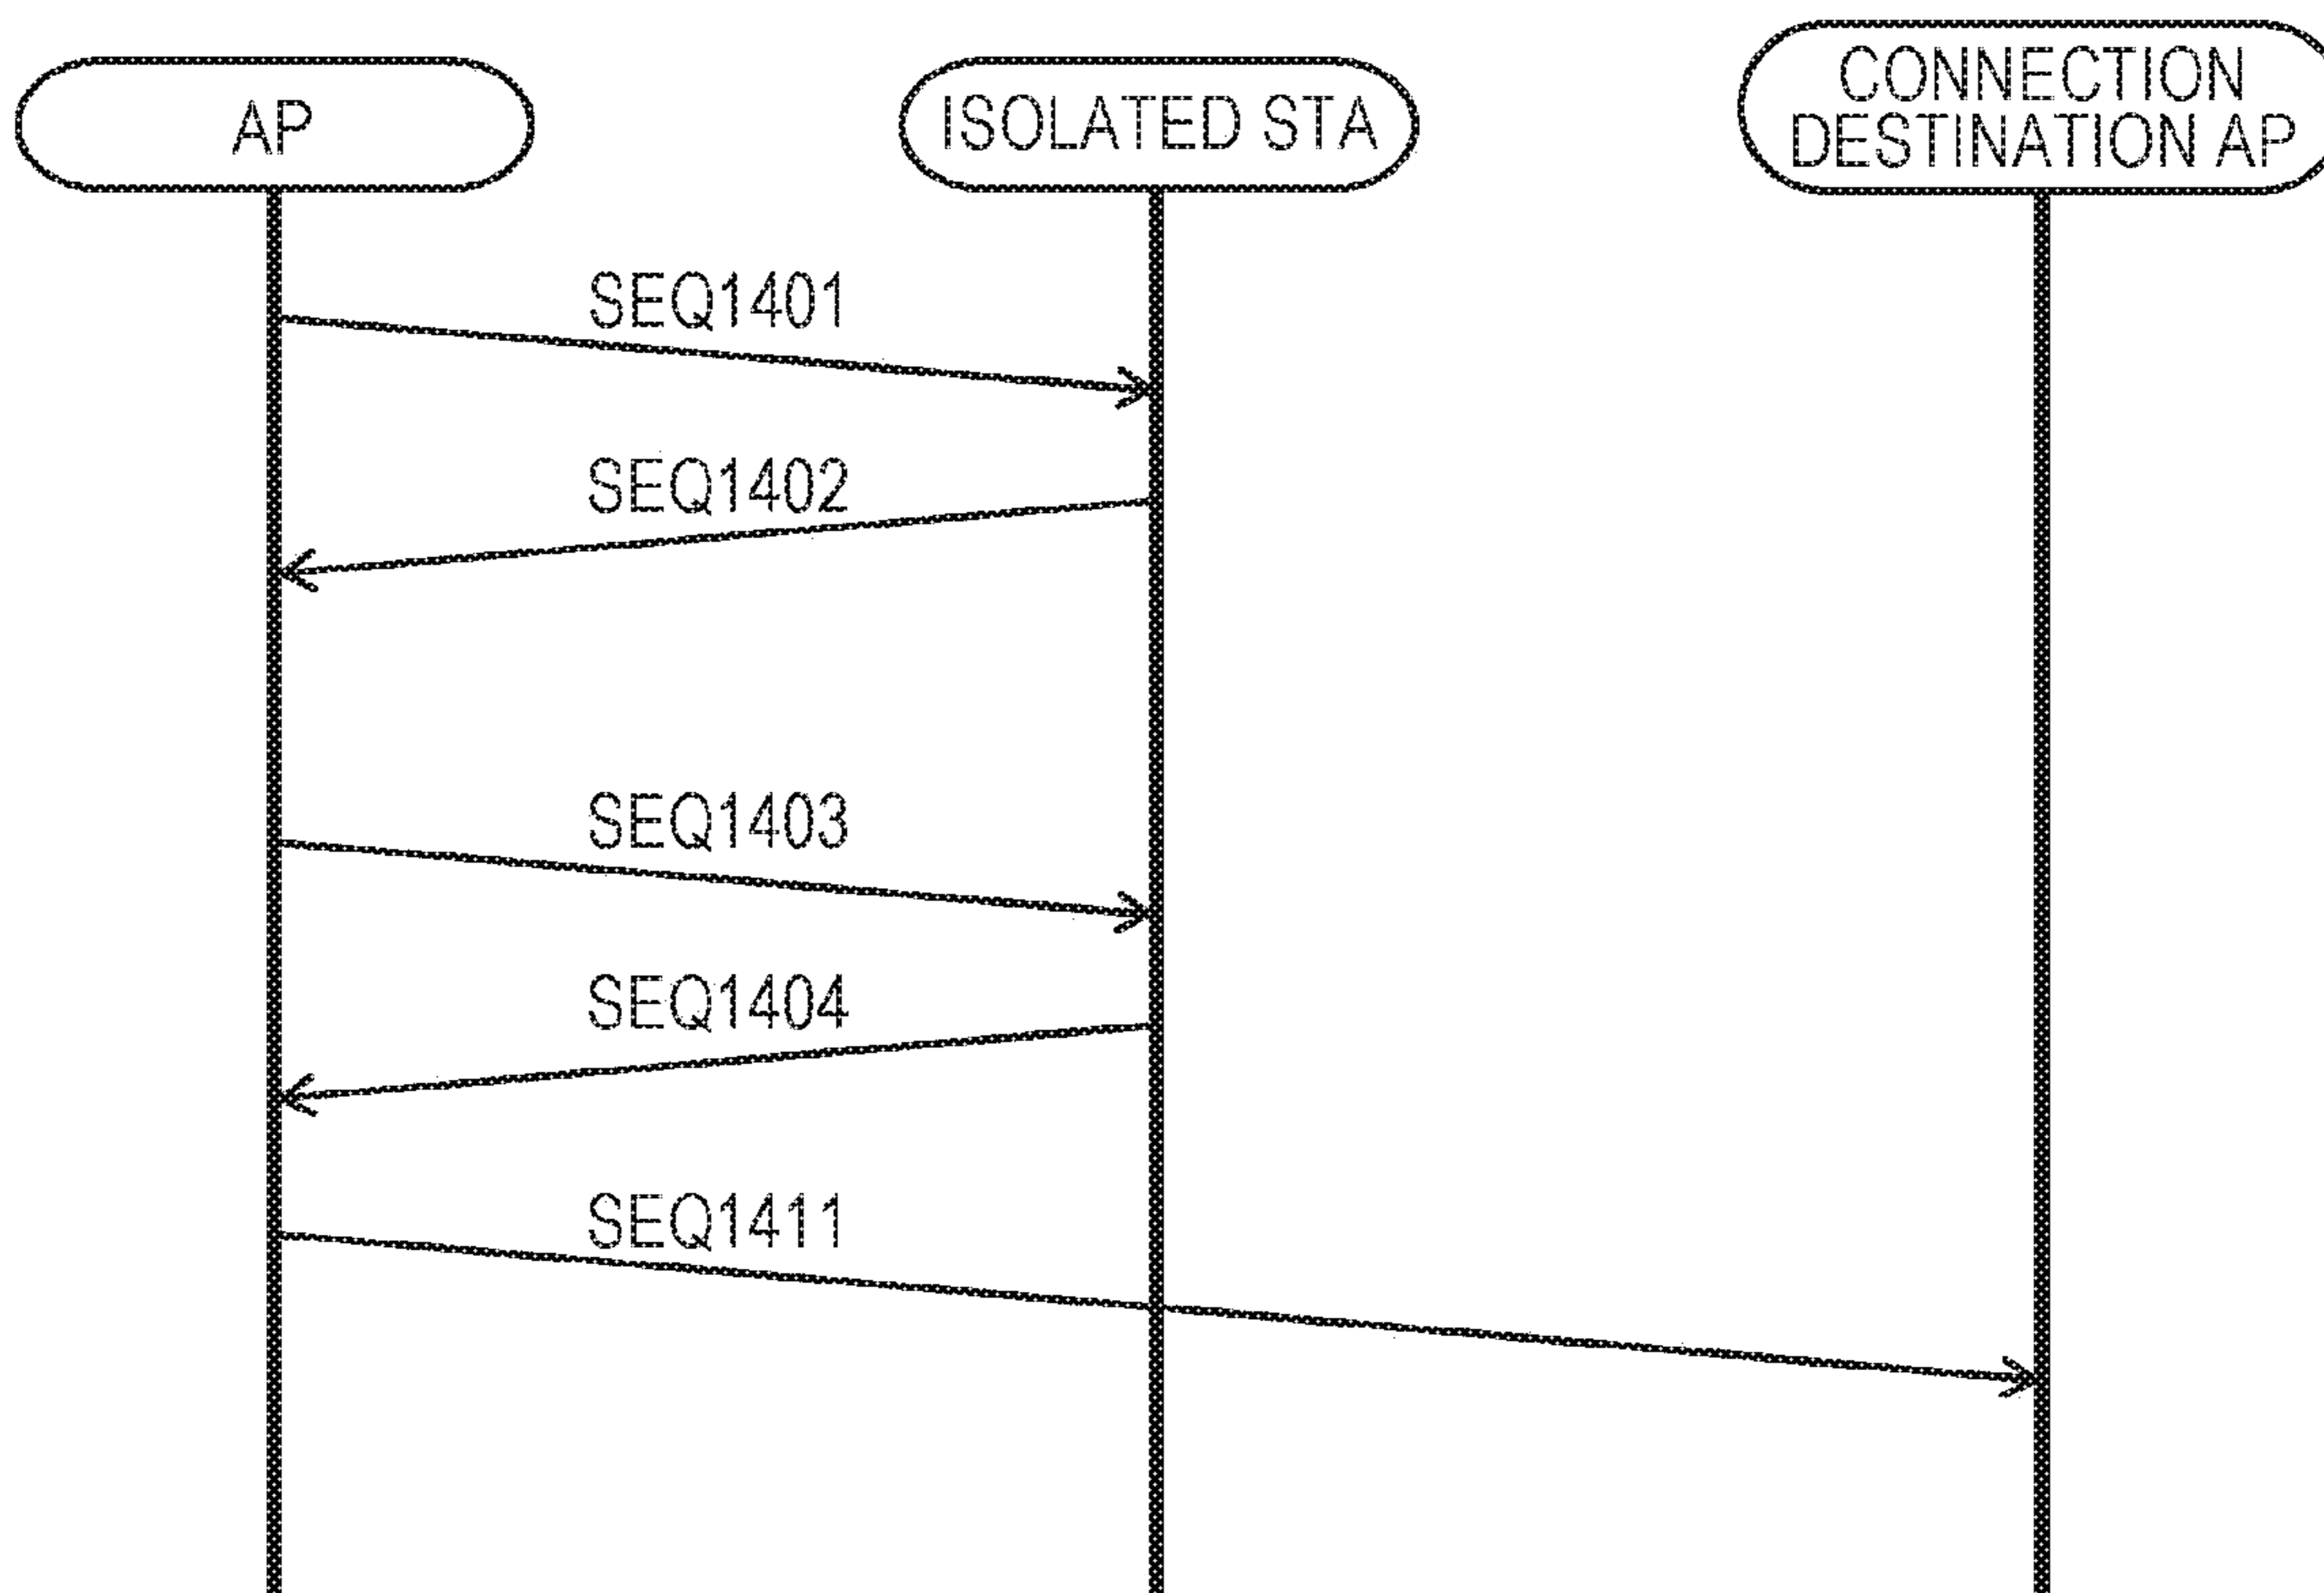 AP
ISOLATED STA
CONNECTION
DESTINATION AP
SEQ1401
SEQ1402
SEQ1403
SEQ1404
SEQ1411